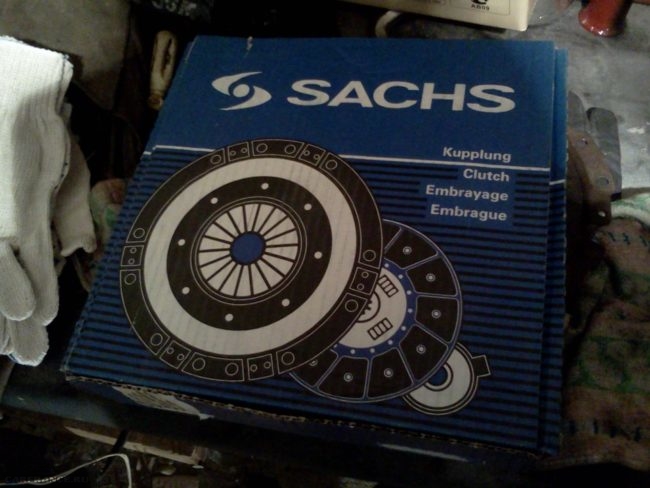 SACHS
Kupplung
Clutch
Embrayage
Embrague